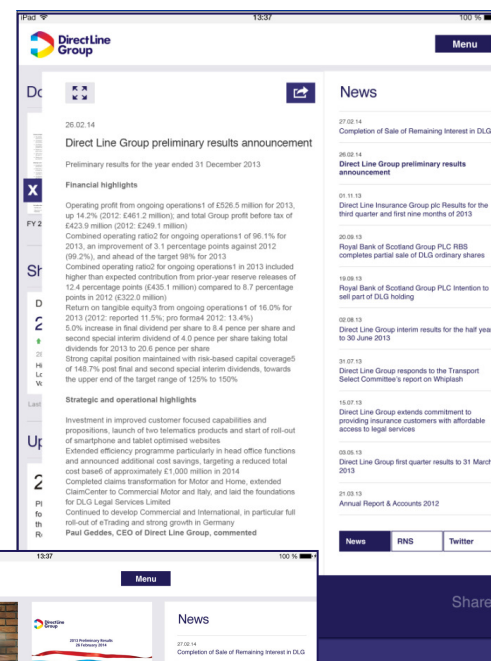 iPad
13:37
100 %
DirectLine
Group
Menu
26.02.14
Direct Line Group preliminary results announcement
Preliminary results for the year ended 31 December 2013
Financial highlights
Operating profit from ongoing operations1 of £526.5 million for 2013,
up 14.2% (2012: £461.2 million); and total Group profit before tax of
£423.9 million (2012: £249.1 million)
Combined operating ratio2 for ongoing operations1 of 96.1% for
2013, an improvement of 3.1 percentage points against 2012
(99.2%), and ahead of the target 98% for 2013
Combined operating ratio2 for ongoing operations1 in 2013 included
higher than expected contribution from prior-year reserve releases of
12.4 percentage points (£435.1 million) compared to 8.7 percentage
points in 2012 (£322.0 million)
Return on tangible equity3 from ongoing operations1 of 16.0% for
2013 (2012: reported 11.5%; pro forma4 2012: 13.4%)
5.0% increase in final dividend per share to 8.4 pence per share and
second special interim dividend of 4.0 pence per share taking total
dividends for 2013 to 20.6 pence per share
Strong capital position maintained with risk-based capital coverage5
of 148.7% post final and second special interim dividends, towards
the upper end of the target range of 125% to 150%
Strategic and operational highlights
Investment in improved customer focused capabilities and
propositions, launch of two telematics products and start of roll-out
of smartphone and tablet optimised websites
Extended efficiency programme particularly in head office functions
and announced additional cost savings, targeting a reduced total
cost base6 of approximately £1,000 million in 2014
Completed claims transformation for Motor and Home, extended
ClaimCenter to Commercial Motor and Italy, and laid the foundations
for DLG Legal Services Limited
Continued to develop Commercial and International, in particular full
roll-out of eTrading and strong growth in Germany
Paul Geddes, CEO of Direct Line Group, commented
News
27.02.14
Completion of Sale of Remaining Interest in DLG
26.02.14
Direct Line Group preliminary results
announcement
01.11.13
Direct Line Insurance Group plc Results for the
third quarter and first nine months of 2013
20.09.13
Royal Bank of Scotland Group PLC RBS
completes partial sale of DLG ordinary shares
19.09.13
Royal Bank of Scotland Group PLC Intention to
sell part of DLG holding
02.08.13
Direct Line Group interim results for the half year
to 30 June 2013
31.07.13
Direct Line Group responds to the Transport
Select Committee's report on Whiplash
15.07.13
Direct Line Group extends commitment to
providing insurance customers with affordable
access to legal services
03.05.13
Direct Line Group first quarter results to 31 March
2013
21.03.13
Annual Report & Accounts 2012
News
RNS
Twitter
Share
Do
X
FY 2
Sh
D
2
Hi
Lo
Last
Up
2
Pl
fo
th
R
13:37
100 %
Menu
DirectLine
Group
2013 Preliminary Results
26 February 2014
News
27.02.14
Completion of Sale of Remaining Interest in DLG